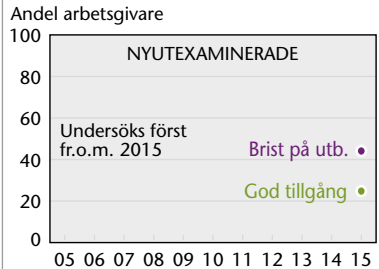 Andel arbetsgivare
100
NYUTEXAMINERADE
80
60
Undersöks först
fr.o.m. 2015
Brist på utb.
40
God tillgång
20
0
05 06 07 08 09 10 11 12 13 14 15